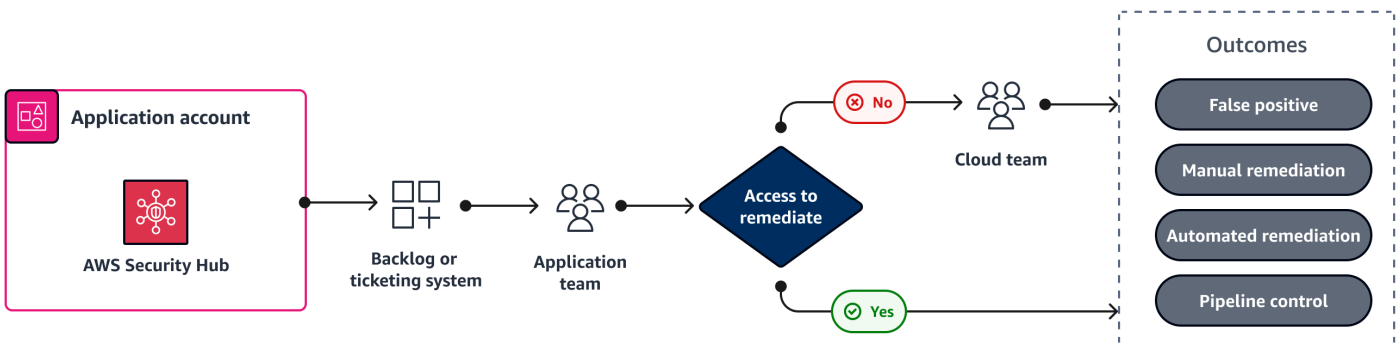 Application account
AWS Security Hub
Backlog or
ticketing system
Application
team
Access to
remediate
No
Cloud team
Yes
Outcomes
False positive
Manual remediation
Automated remediation
Pipeline control